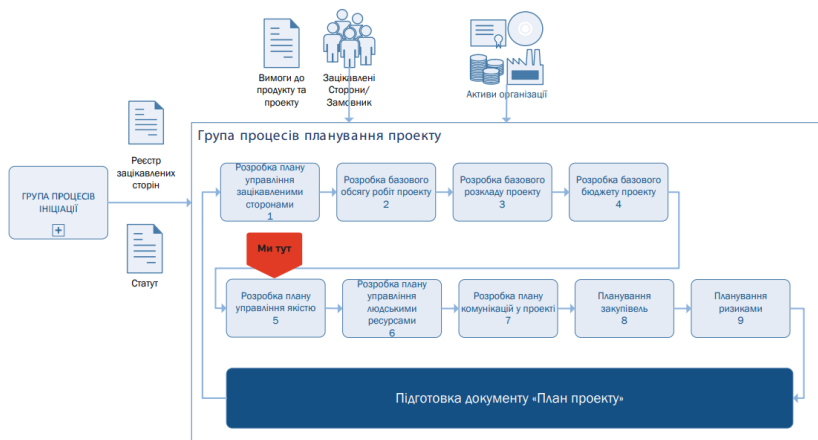 Вимоги до
продукту та
проекту
Зацікавлені
Сторони/
Замовник
Активи організації
Реєстр
зацікавлених
сторін
ГРУПА ПРОЦЕСІВ
ІНІЦІАЦІЇ
Статут
Група процесів планування проекту
Розробка плану
управління
зацікавленими
сторонами
1
Розробка базового
обсягу робіт проекту
2
Розробка базового
розкладу проекту
3
Розробка базового
бюджету проекту
4
Ми тут
Розробка плану
управління якістю
5
Розробка плану
управління
людськими
ресурсами
6
Розробка плану
комунікацій у проекті
7
Планування
закупівель
8
Планування
ризиками
9
Підготовка документу «План проекту»